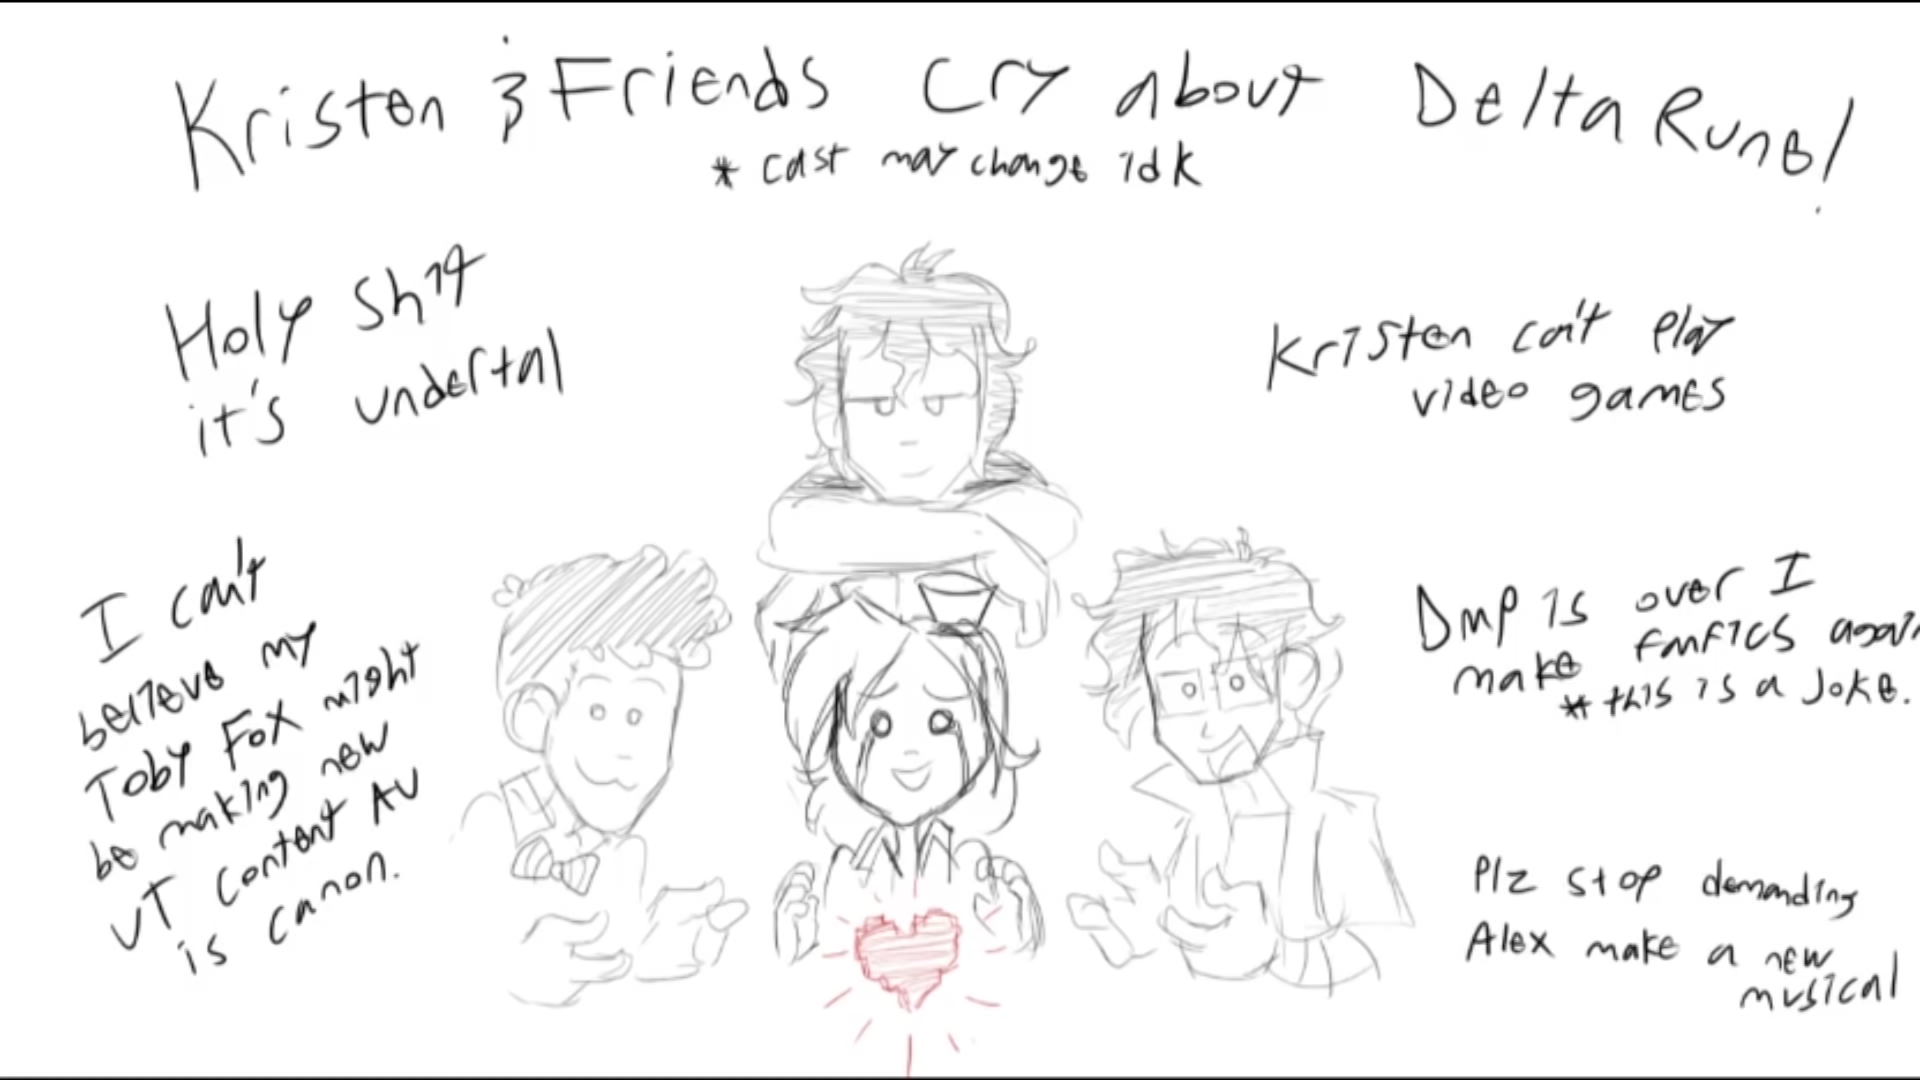 Kristen & Friends cry about DeltaRune!
* cast may change idk
Holy shit
it's undertal
Kristen can't play
video games
I can't
believe my
Toby Fox might
be making new
UT content AU
is canon.
Dmp is over I
make fanfics again
* this is a joke.
Plz stop demanding
Alex make a new
musical